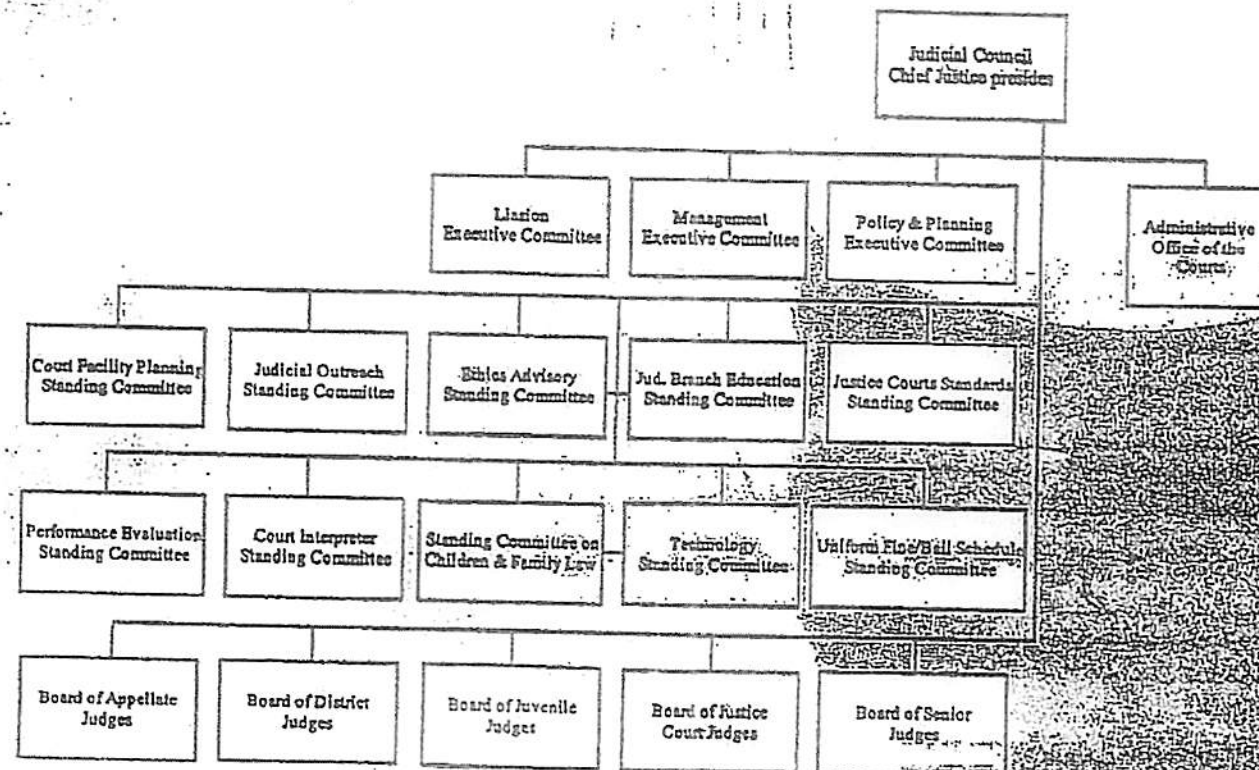 Judicial Council
Chief Justice presides
Liasion
Executive Committee
Management
Executive Committee
Policy & Planning
Executive Committee
Administrative
Office of the
Courts
Court Facility Planning
Standing Committee
Judicial Outreach
Standing Committee
Ethics Advisory
Standing Committee
Jud. Branch Education
Standing Committee
Justice Courts Standards
Standing Committee
Performance Evaluation
Standing Committee
Court Interpreter
Standing Committee
Standing Committee on
Children & Family Law
Technology
Standing Committee
Uniform Fine/Bail Schedule
Standing Committee
Board of Appellate
Judges
Board of District
Judges
Board of Juvenile
Judges
Board of Justice
Court Judges
Board of Senior
Judges